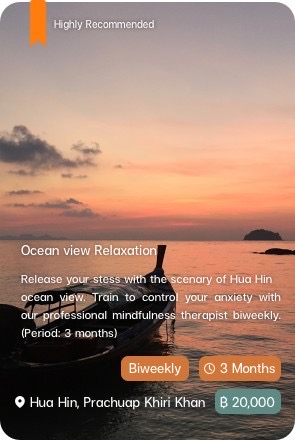 Highly Recommended
Ocean view Relaxation
Release your stess with the scenary of Hua Hin
ocean view. Train to control your anxiety with
our professional mindfulness therapist biweekly.
(Period: 3 months)
Biweekly
3 Months
Hua Hin, Prachuap Khiri Khan
฿ 20,000